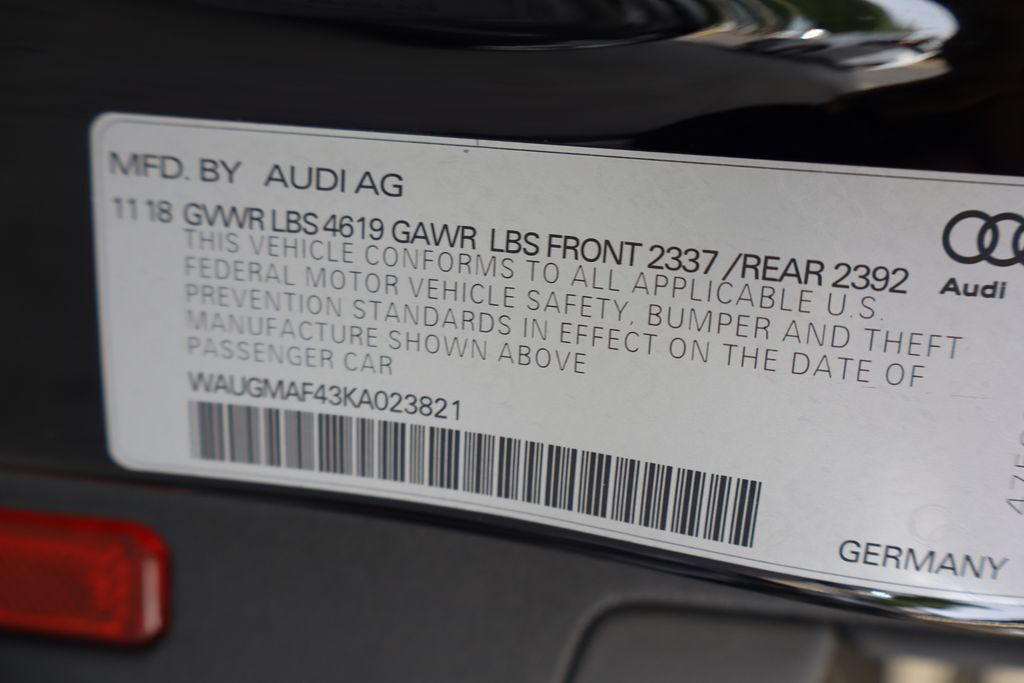 MFD. BY AUDI AG
11 18 GVWR LBS 4619 GAWR LBS FRONT 2337 /REAR 2392
THIS VEHICLE CONFORMS TO ALL APPLICABLE U.S.
FEDERAL MOTOR VEHICLE SAFETY, BUMPER AND THEFT
PREVENTION STANDARDS IN EFFECT ON THE DATE OF
MANUFACTURE SHOWN ABOVE
PASSENGER CAR
WAUGMAF43KA023821
Audi
GERMANY